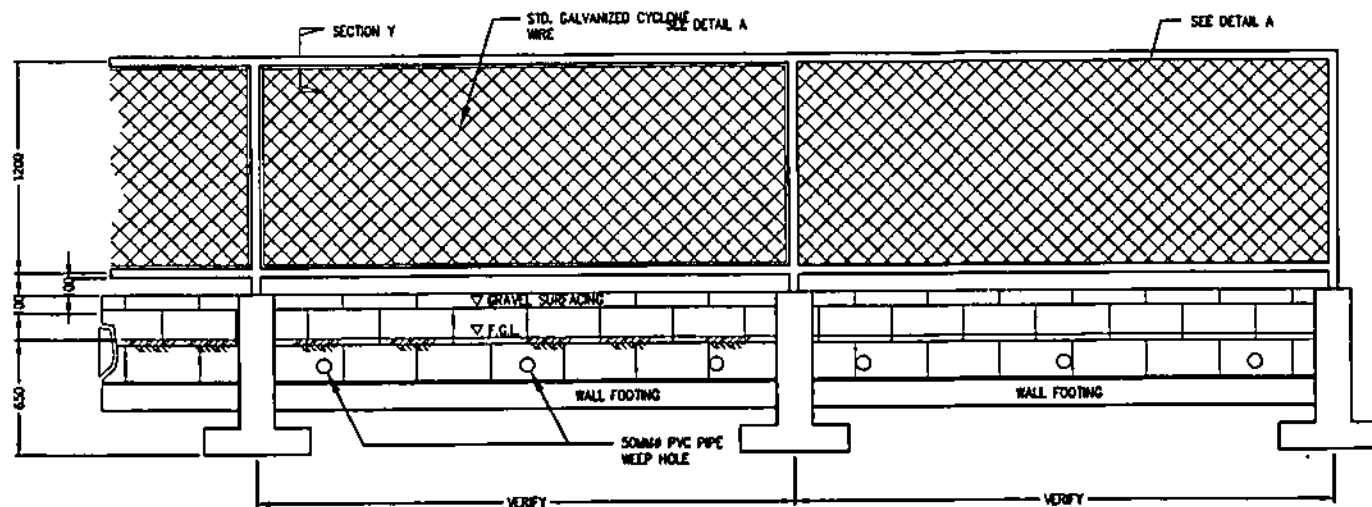 SECTION Y
STD. GALVANIZED CYCLONE
WIRE
SEE DETAIL A
SEE DETAIL A
1200
100
100
GRAVEL SURFACING
F.G.L.
650
WALL FOOTING
WALL FOOTING
50MMØ PVC PIPE
WEEP HOLE
VERIFY
VERIFY